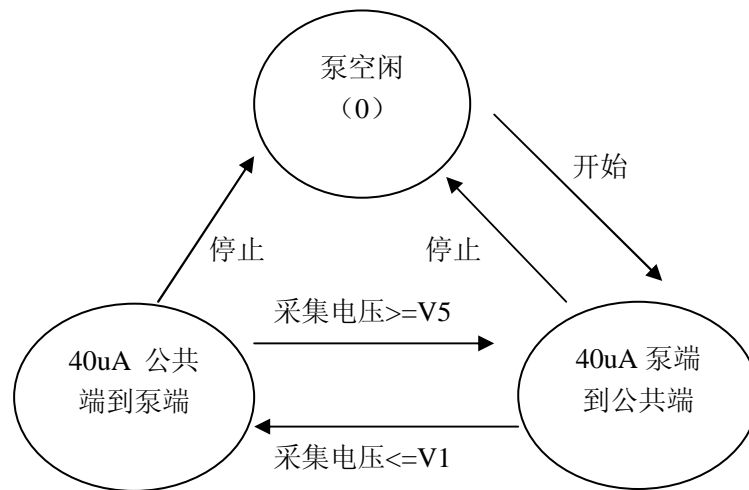 泵空闲
（0）
开始
停止
停止
采集电压>=V5
40uA 公共
端到泵端
40uA 泵端
到公共端
采集电压<=V1